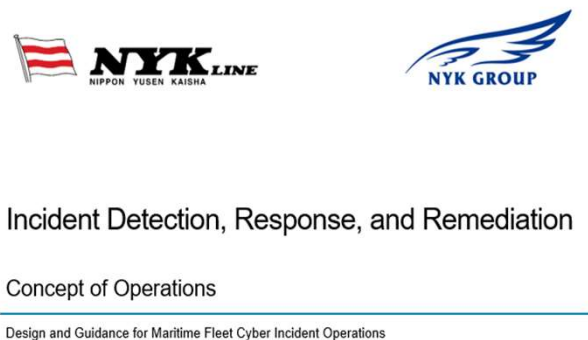 NYK LINE
NIPPON YUSEN KAISHA
NYK GROUP
Incident Detection, Response, and Remediation
Concept of Operations
Design and Guidance for Maritime Fleet Cyber Incident Operations